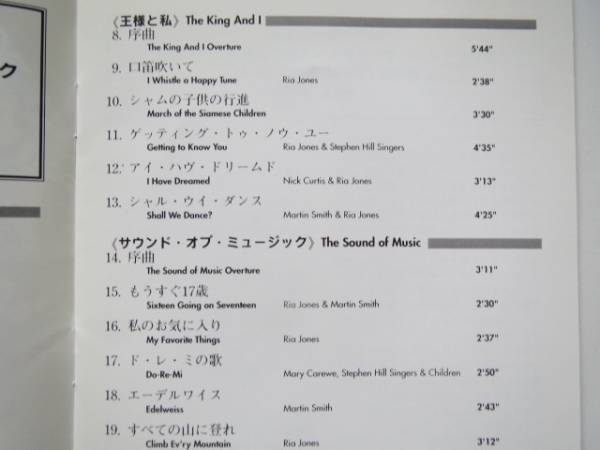 ク
《王様と私》 The King And I
8. 序曲
The King And I Overture 5'44"
9. 口笛吹いて
I Whistle a Happy Tune Ria Jones 2'38"
10. シャムの子供の行進
March of the Siamese Children 3'30"
11. ゲッティング・トゥ・ノウ・ユー
Getting to Know You Ria Jones & Stephen Hill Singers 4'35"
12. アイ・ハヴ・ドリームド
I Have Dreamed Nick Curtis & Ria Jones 3'13"
13. シャル・ウイ・ダンス
Shall We Dance? Martin Smith & Ria Jones 4'25"
《サウンド・オブ・ミュージック》 The Sound of Music
14. 序曲
The Sound of Music Overture 3'11"
15. もうすぐ17歳
Sixteen Going on Seventeen Ria Jones & Martin Smith 2'30"
16. 私のお気に入り
My Favorite Things Ria Jones 2'37"
17. ド・レ・ミの歌
Do-Re-Mi Mary Carewe, Stephen Hill Singers & Children 2'50"
18. エーデルワイス
Edelweiss Martin Smith 2'43"
19. すべての山に登れ
Climb Ev'ry Mountain Ria Jones 3'12"